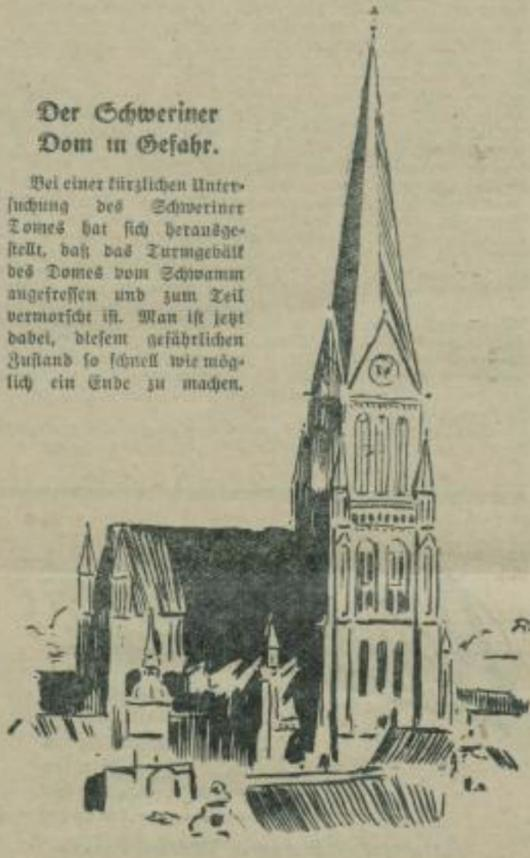 Der Schweriner
Dom in Gefahr.
Bei einer kürzlichen Unter-
suchung des Schweriner
Domes hat sich herausge-
stellt, daß das Turmgebälk
des Domes vom Schwamm
angefressen und zum Teil
vermorscht ist. Man ist jetzt
dabei, diesem gefährlichen
Zustand so schnell wie mög-
lich ein Ende zu machen.